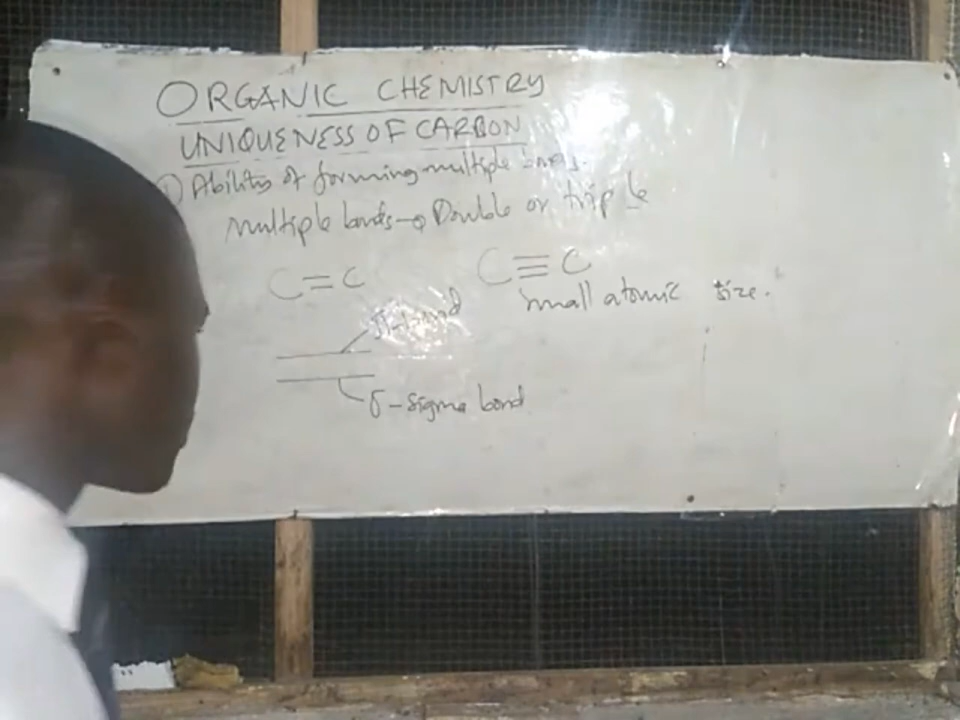 ORGANIC CHEMISTRY
UNIQUENESS OF CARBON
① Ability of forming multiple bonds.
Multiple bonds → Double or triple
C=C C≡C
Small atomic size.
π-bond
σ-sigma bond